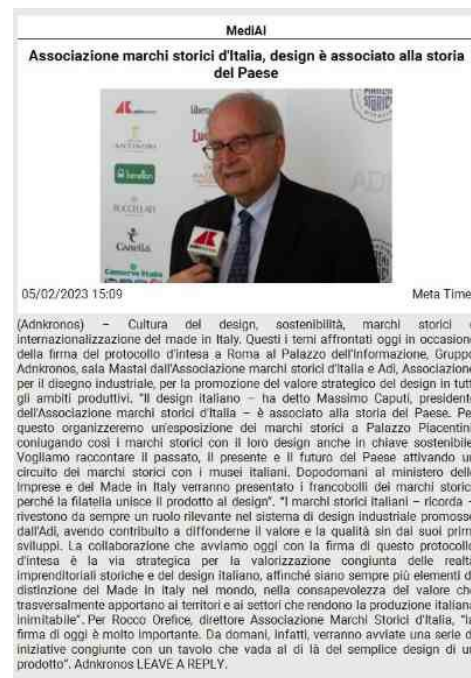 MediAI
Associazione marchi storici d'Italia, design è associato alla storia
del Paese
MARCHIO
STORICO
Liberty
SAN CRISPINO
Luc
benetton
AD
BUCCELLATI
CANELLA
Conserve Italia
05/02/2023 15:09
Meta Time
(Adnkronos) – Cultura del design, sostenibilità, marchi storici e
internazionalizzazione del made in Italy. Questi i temi affrontati oggi in occasione
della firma del protocollo d'intesa a Roma al Palazzo dell'Informazione, Gruppo
Adnkronos, sala Mastai dall'Associazione marchi storici d'Italia e Adi, Associazione
per il disegno industriale, per la promozione del valore strategico del design in tutti
gli ambiti produttivi. "Il design italiano – ha detto Massimo Caputi, presidente
dell'Associazione marchi storici d'Italia – è associato alla storia del Paese. Per
questo organizzeremo un'esposizione dei marchi storici a Palazzo Piacentini
coniugando così i marchi storici con il loro design anche in chiave sostenibile.
Vogliamo raccontare il passato, il presente e il futuro del Paese attivando un
circuito dei marchi storici con i musei italiani. Dopodomani al ministero delle
Imprese e del Made in Italy verranno presentato i francobolli dei marchi storici
perché la filatelia unisce il prodotto al design". "I marchi storici italiani – ricorda –
rivestono da sempre un ruolo rilevante nel sistema di design industriale promosso
dall'Adi, avendo contribuito a diffonderne il valore e la qualità sin dai suoi primi
sviluppi. La collaborazione che avviamo oggi con la firma di questo protocollo
d'intesa è la via strategica per la valorizzazione congiunta delle realtà
imprenditoriali storiche e del design italiano, affinché siano sempre più elementi di
distinzione del Made in Italy nel mondo, nella consapevolezza del valore che
trasversalmente apportano ai territori e ai settori che rendono la produzione italiana
inimitabile". Per Rocco Orefice, direttore Associazione Marchi Storici d'Italia, "la
firma di oggi è molto importante. Da domani, infatti, verranno avviate una serie di
iniziative congiunte con un tavolo che vada al di là del semplice design di un
prodotto". Adnkronos LEAVE A REPLY.